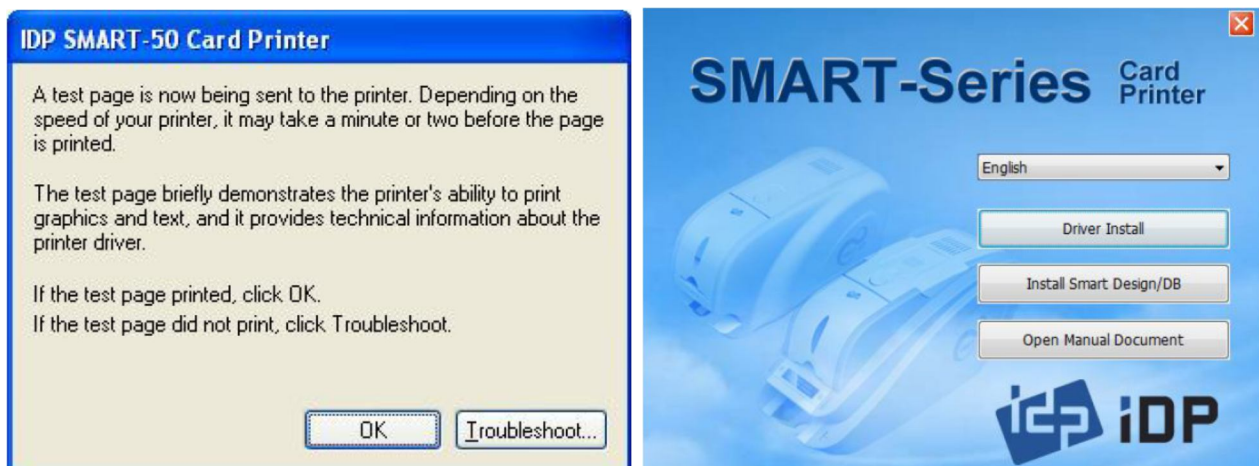 IDP SMART-50 Card Printer
A test page is now being sent to the printer. Depending on the
speed of your printer, it may take a minute or two before the page
is printed.
The test page briefly demonstrates the printer's ability to print
graphics and text, and it provides technical information about the
printer driver.
If the test page printed, click OK.
If the test page did not print, click Troubleshoot.
OK
Troubleshoot...
SMART-Series Card
Printer
English
Driver Install
Install Smart Design/DB
Open Manual Document
idp iDP